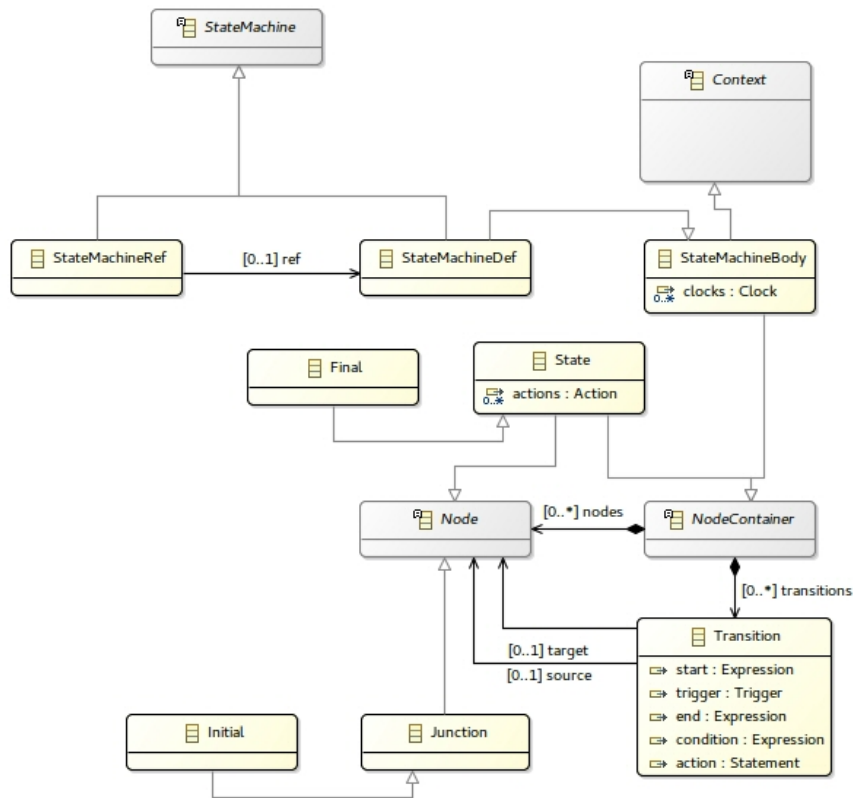 StateMachine
Context
StateMachineRef
[0..1] ref
StateMachineDef
StateMachineBody
0..* clocks : Clock
Final
State
0..* actions : Action
Node
[0..*] nodes
NodeContainer
[0..*] transitions
[0..1] target
[0..1] source
Transition
start : Expression
trigger : Trigger
end : Expression
condition : Expression
action : Statement
Initial
Junction